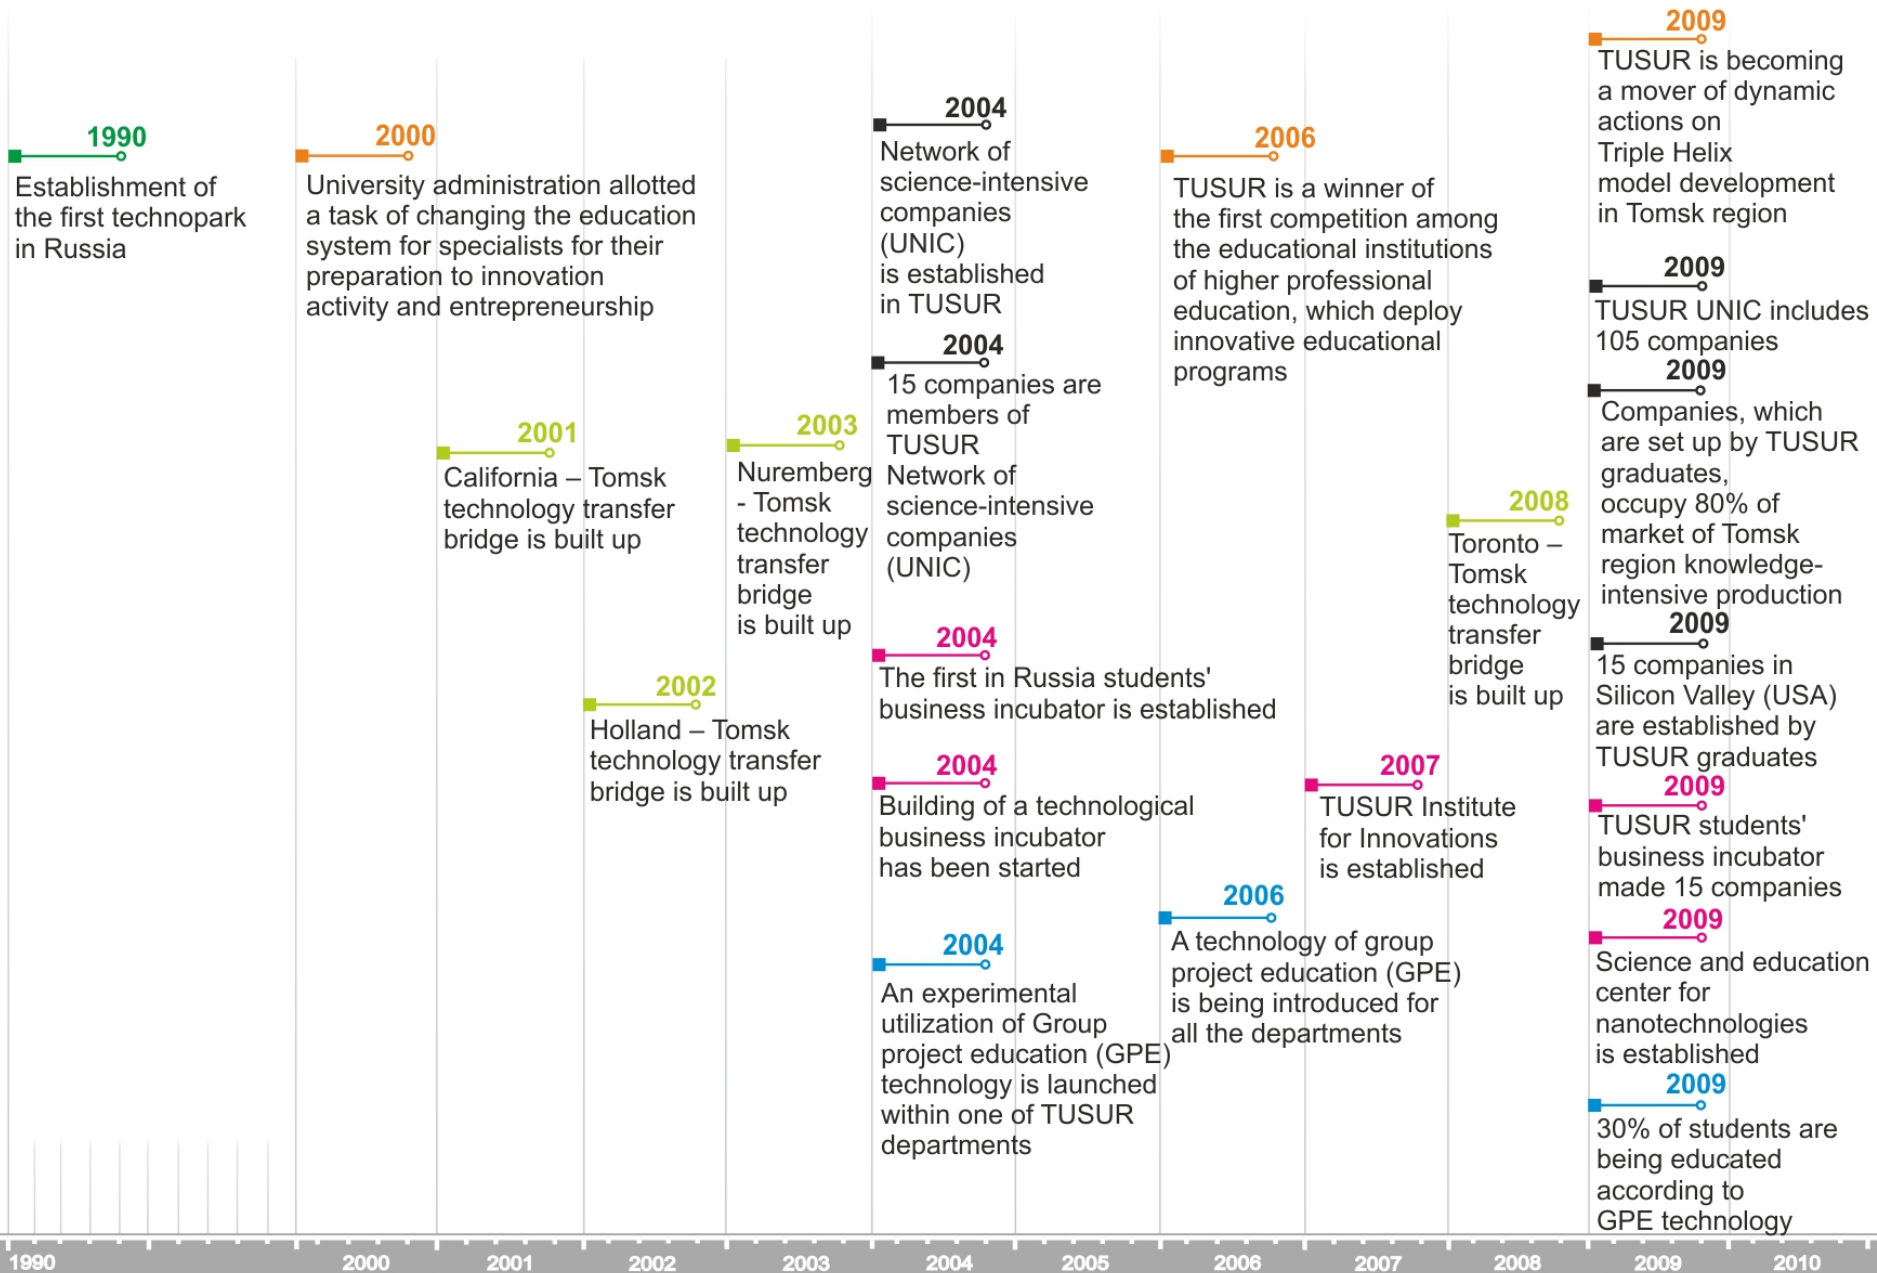 1990
Establishment of
the first technopark
in Russia
2000
University administration allotted
a task of changing the education
system for specialists for their
preparation to innovation
activity and entrepreneurship
2001
California – Tomsk
technology transfer
bridge is built up
2002
Holland – Tomsk
technology transfer
bridge is built up
2003
Nuremberg
- Tomsk
technology
transfer
bridge
is built up
2004
Network of
science-intensive
companies
(UNIC)
is established
in TUSUR
2004
15 companies are
members of
TUSUR
Network of
science-intensive
companies
(UNIC)
2004
The first in Russia students'
business incubator is established
2004
Building of a technological
business incubator
has been started
2004
An experimental
utilization of Group
project education (GPE)
technology is launched
within one of TUSUR
departments
2006
TUSUR is a winner of
the first competition among
the educational institutions
of higher professional
education, which deploy
innovative educational
programs
2006
A technology of group
project education (GPE)
is being introduced for
all the departments
2007
TUSUR Institute
for Innovations
is established
2008
Toronto –
Tomsk
technology
transfer
bridge
is built up
2009
TUSUR is becoming
a mover of dynamic
actions on
Triple Helix
model development
in Tomsk region
2009
TUSUR UNIC includes
105 companies
2009
Companies, which
are set up by TUSUR
graduates,
occupy 80% of
market of Tomsk
region knowledge-
intensive production
2009
15 companies in
Silicon Valley (USA)
are established by
TUSUR graduates
2009
TUSUR students'
business incubator
made 15 companies
2009
Science and education
center for
nanotechnologies
is established
2009
30% of students are
being educated
according to
GPE technology
1990 2000 2001 2002 2003 2004 2005 2006 2007 2008 2009 2010